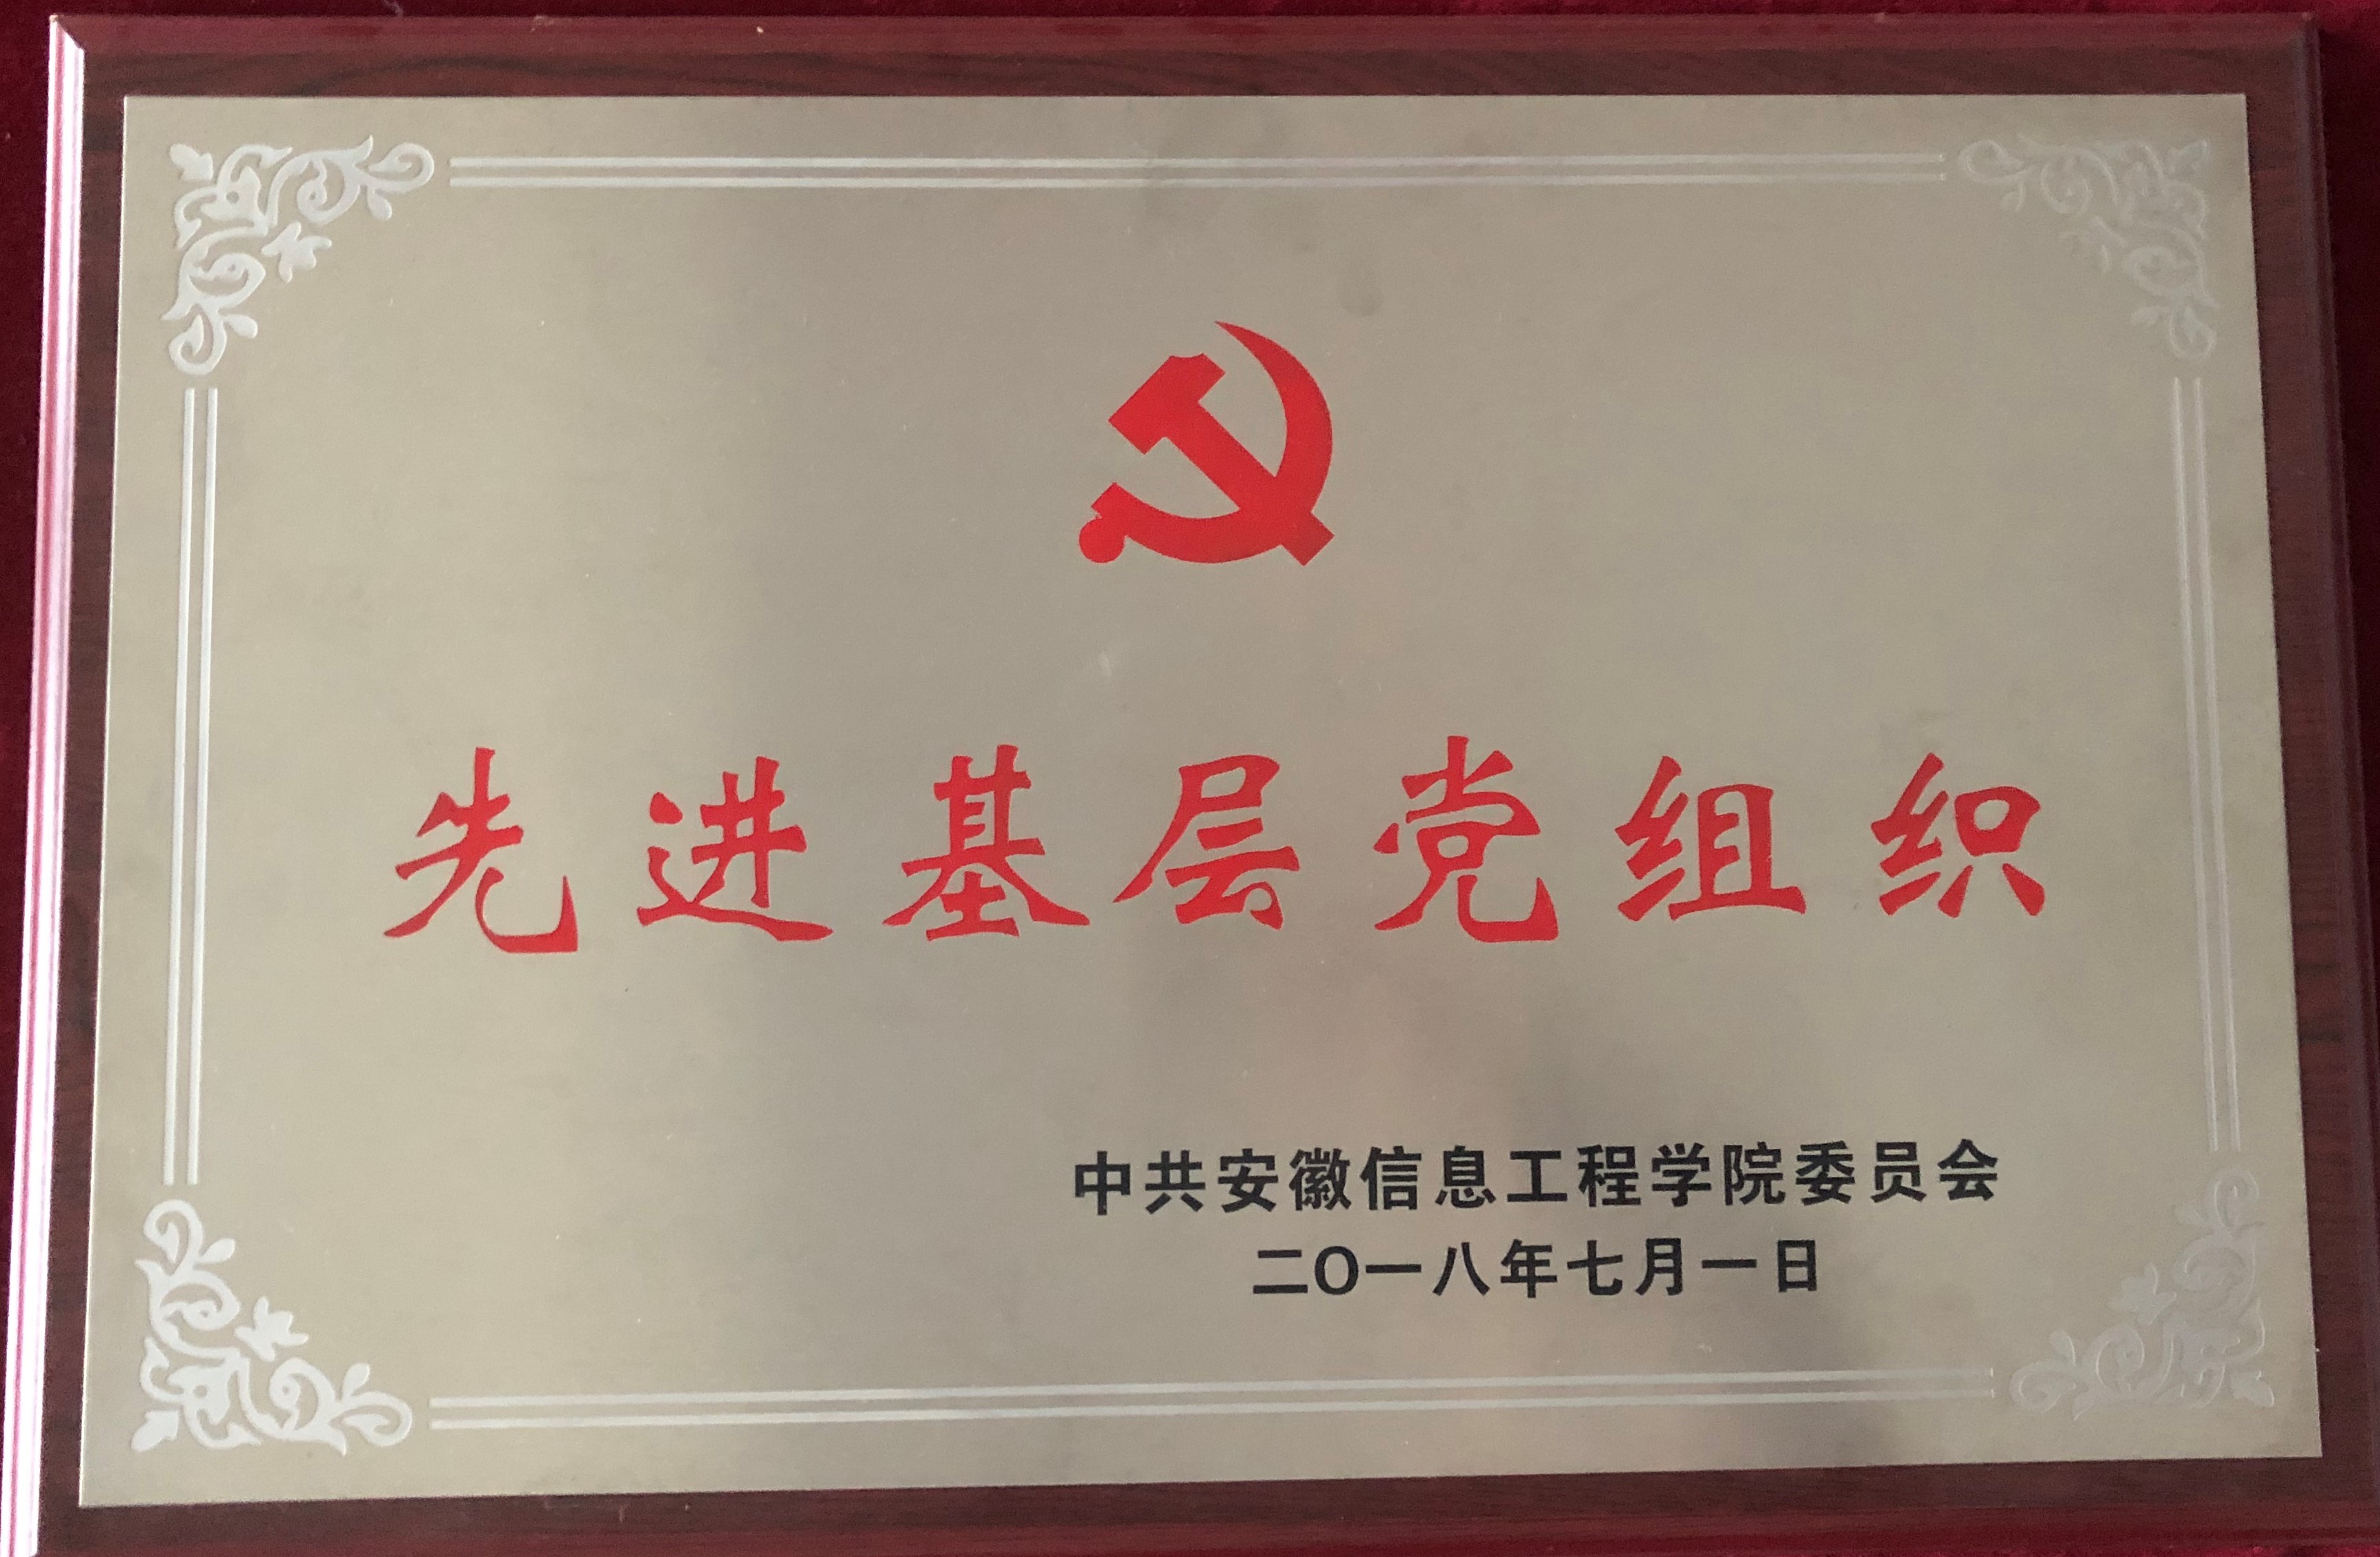 先进基层党组织
中共安徽信息工程学院委员会
二〇一八年七月一日